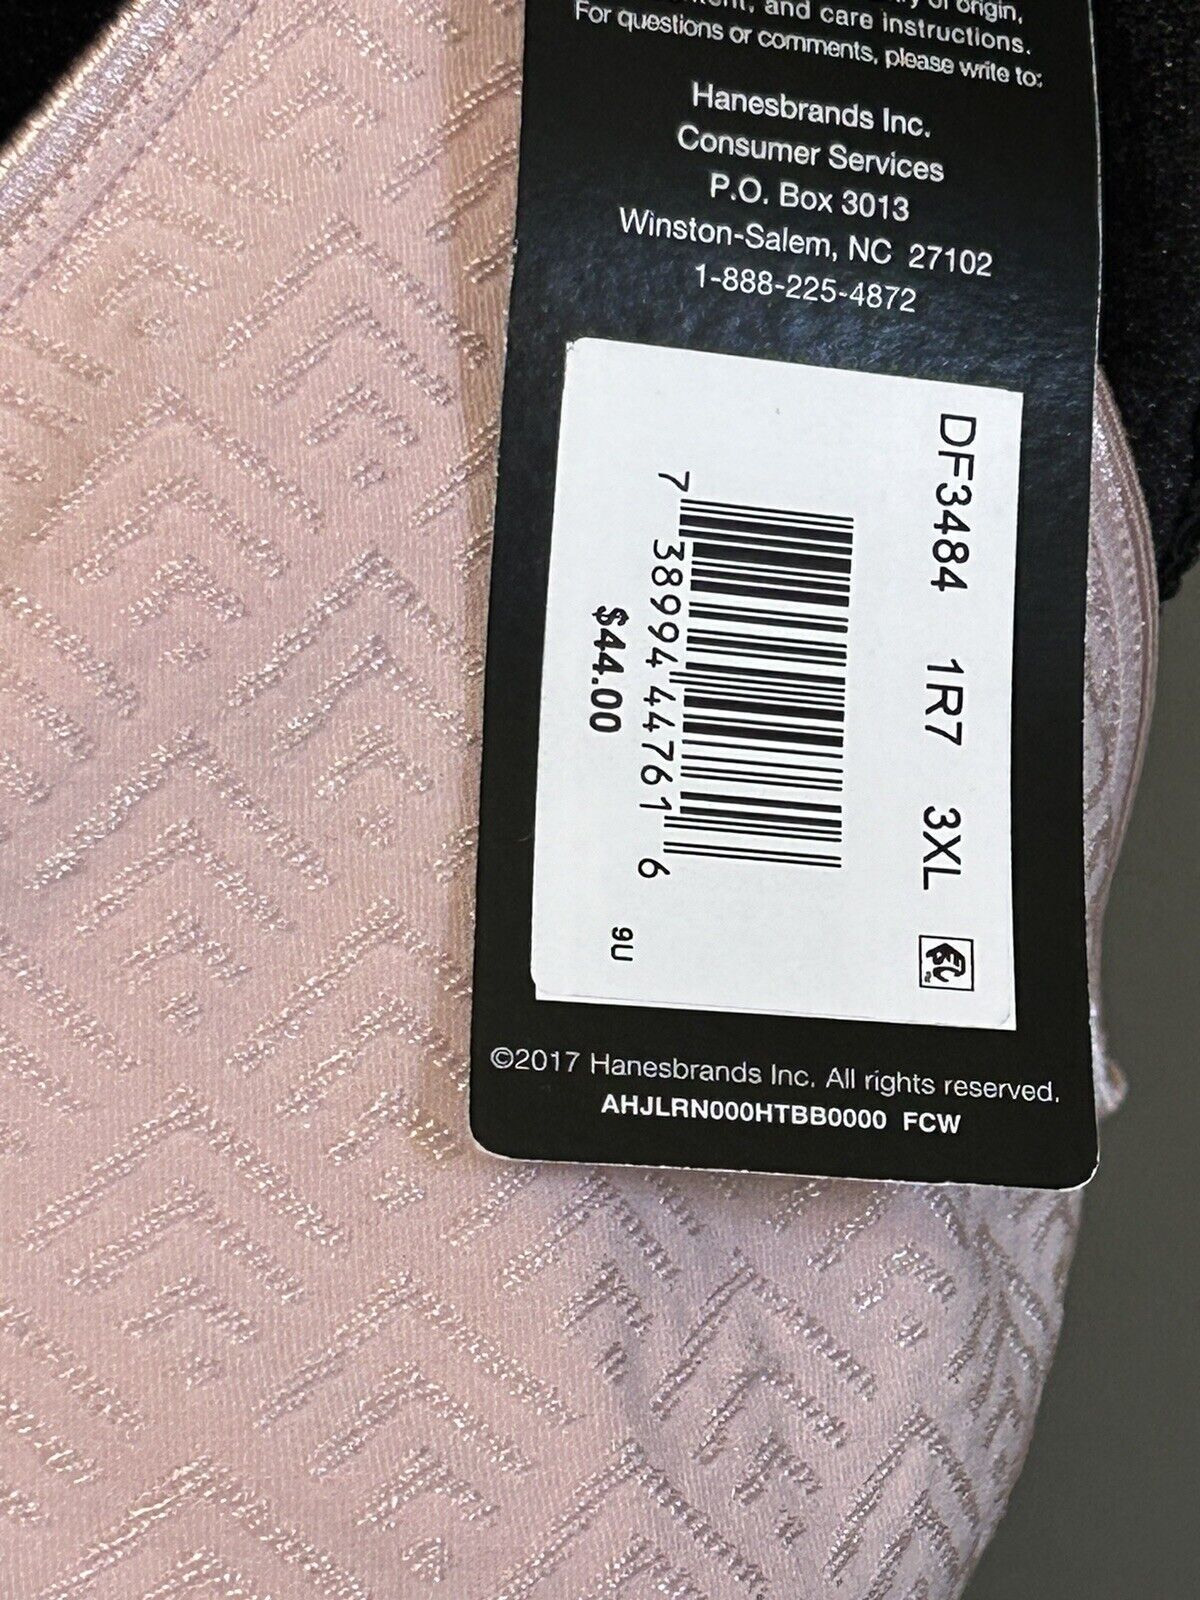 origin,
and care instructions.
For questions or comments, please write to:
Hanesbrands Inc.
Consumer Services
P.O. Box 3013
Winston-Salem, NC 27102
1-888-225-4872
DF3484 1R7 3XL
7 38994 44761 6
$44.00
9U
©2017 Hanesbrands Inc. All rights reserved.
AHJLRN000HTBB0000 FCW